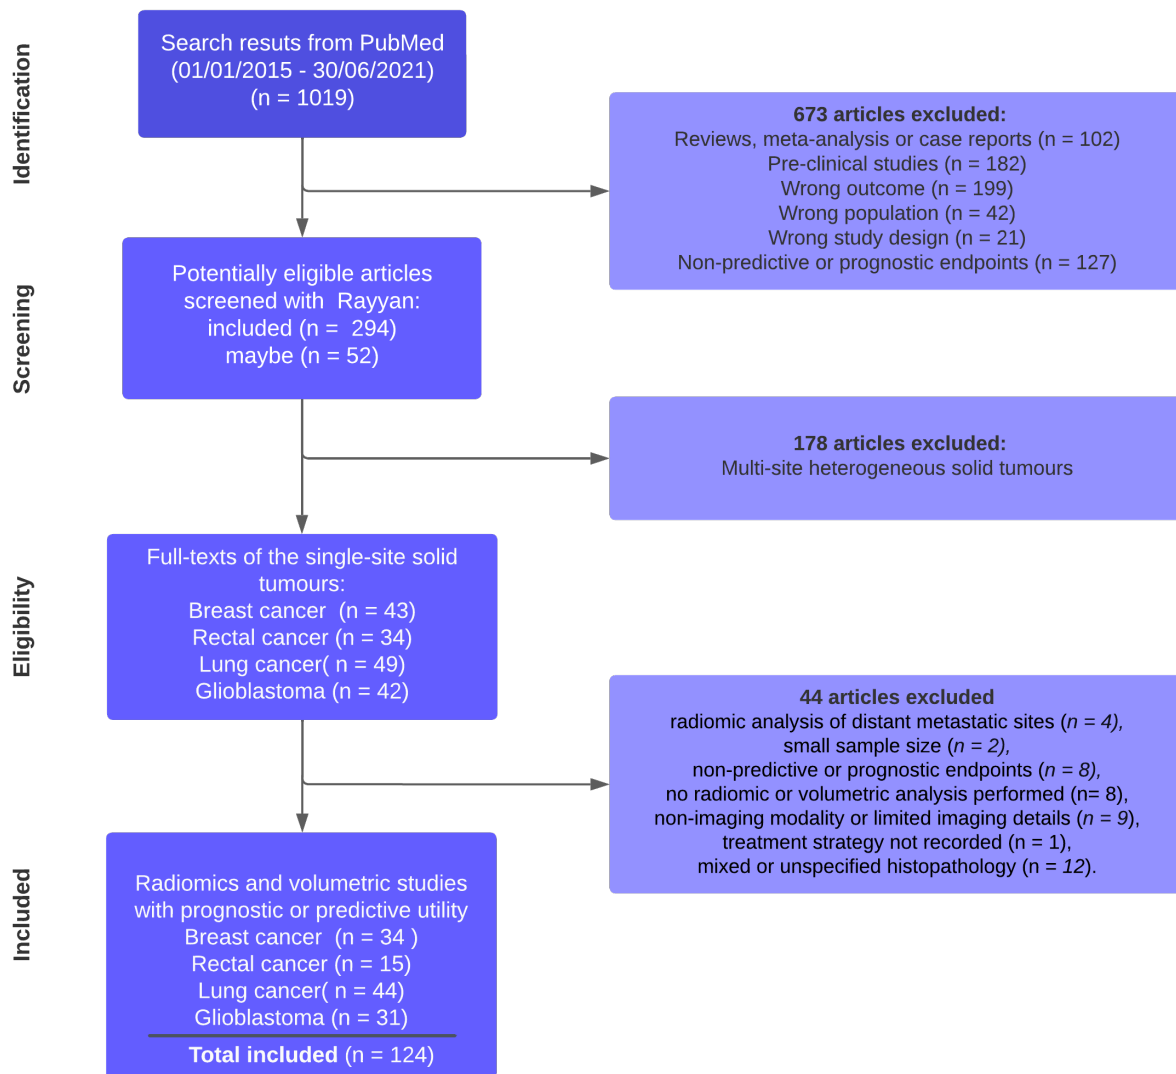 Identification
Search resuts from PubMed
(01/01/2015 - 30/06/2021)
(n = 1019)
673 articles excluded:
Reviews, meta-analysis or case reports (n = 102)
Pre-clinical studies (n = 182)
Wrong outcome (n = 199)
Wrong population (n = 42)
Wrong study design (n = 21)
Non-predictive or prognostic endpoints (n = 127)
Screening
Potentially eligible articles
screened with  Rayyan:
included (n =  294)
maybe (n = 52)
178 articles excluded:
Multi-site heterogeneous solid tumours
Eligibility
Full-texts of the single-site solid
tumours:
Breast cancer  (n = 43)
Rectal cancer (n = 34)
Lung cancer( n = 49)
Glioblastoma (n = 42)
44 articles excluded
radiomic analysis of distant metastatic sites (n = 4),
small sample size (n = 2),
non-predictive or prognostic endpoints (n = 8),
no radiomic or volumetric analysis performed (n= 8),
non-imaging modality or limited imaging details (n = 9),
treatment strategy not recorded (n = 1),
mixed or unspecified histopathology (n = 12).
Included
Radiomics and volumetric studies
with prognostic or predictive utility
Breast cancer  (n = 34 )
Rectal cancer (n = 15)
Lung cancer( n = 44)
Glioblastoma (n = 31)
Total included (n = 124)